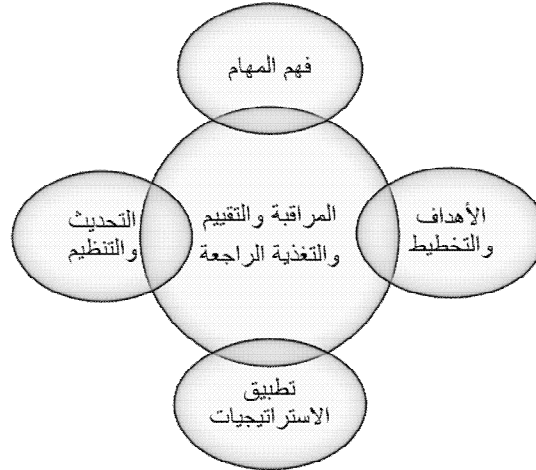 فهم المهام
المراقبة والتقييم
والتغذية الراجعة
الأهداف
والتخطيط
التحديث
والتنظيم
تطبيق
الاستراتيجيات